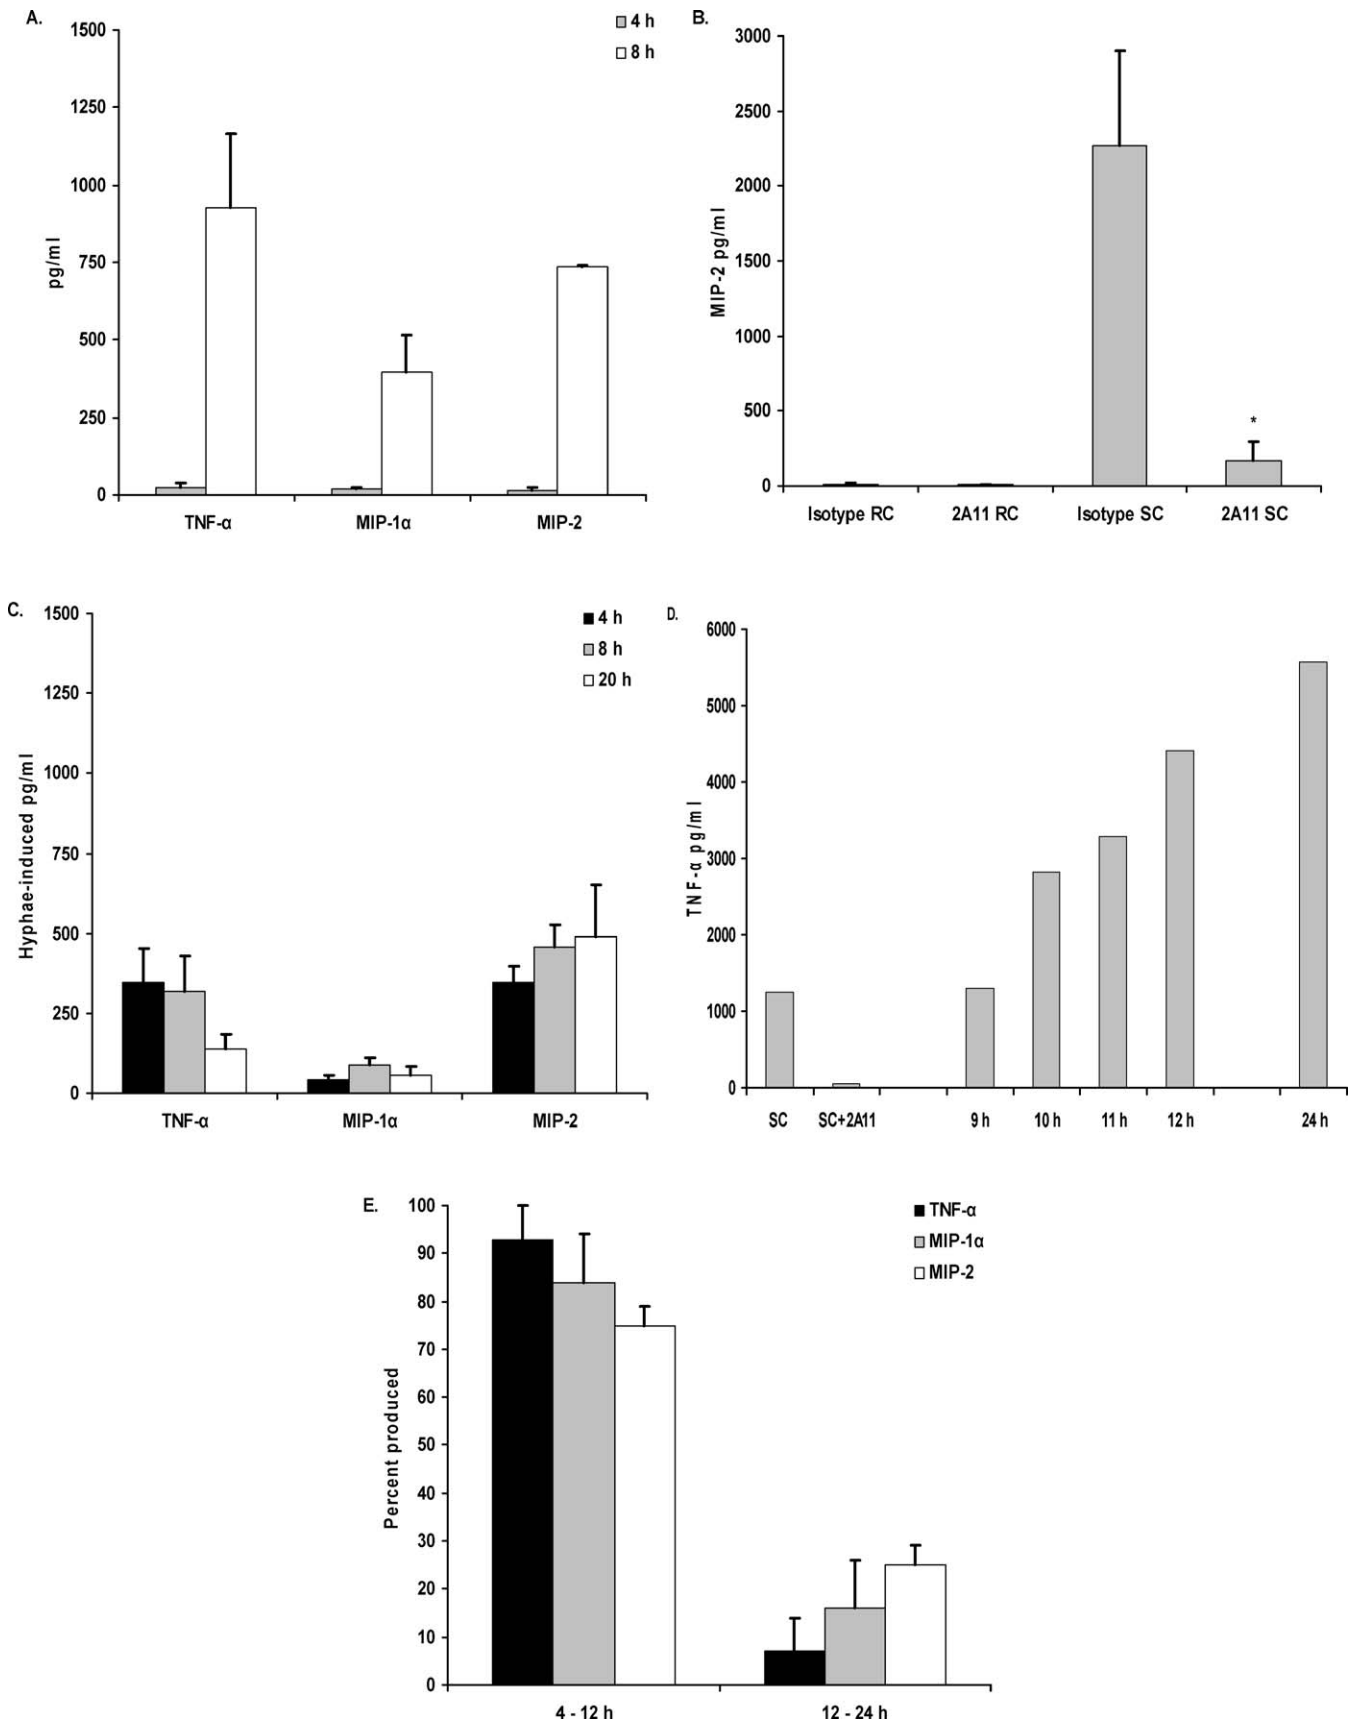 A.
1500
1250
1000
750
500
250
0
pg/ml
4 h
8 h
TNF-α
MIP-1α
MIP-2
B.
3000
2500
2000
1500
1000
500
0
MIP-2 pg/ml
*
Isotype RC
2A11 RC
Isotype SC
2A11 SC
C.
1500
1250
1000
750
500
250
0
Hyphae-induced pg/ml
4 h
8 h
20 h
TNF-α
MIP-1α
MIP-2
D.
6000
5000
4000
3000
2000
1000
0
TNF-α pg/ml
SC
SC+2A11
9 h
10 h
11 h
12 h
24 h
E.
100
90
80
70
60
50
40
30
20
10
0
Percent produced
TNF-α
MIP-1α
MIP-2
4 - 12 h
12 - 24 h